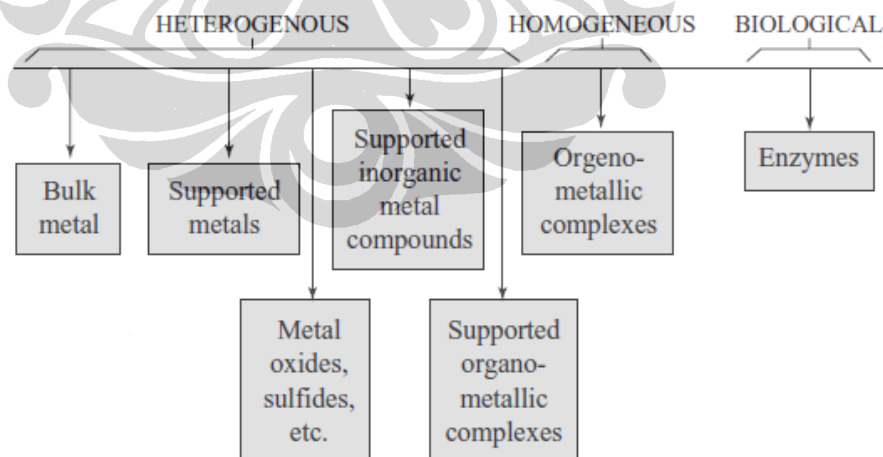 HETEROGENOUS
HOMOGENEOUS
BIOLOGICAL
Bulk
metal
Supported
metals
Supported
inorganic
metal
compounds
Orgeno-
metallic
complexes
Enzymes
Metal
oxides,
sulfides,
etc.
Supported
organo-
metallic
complexes